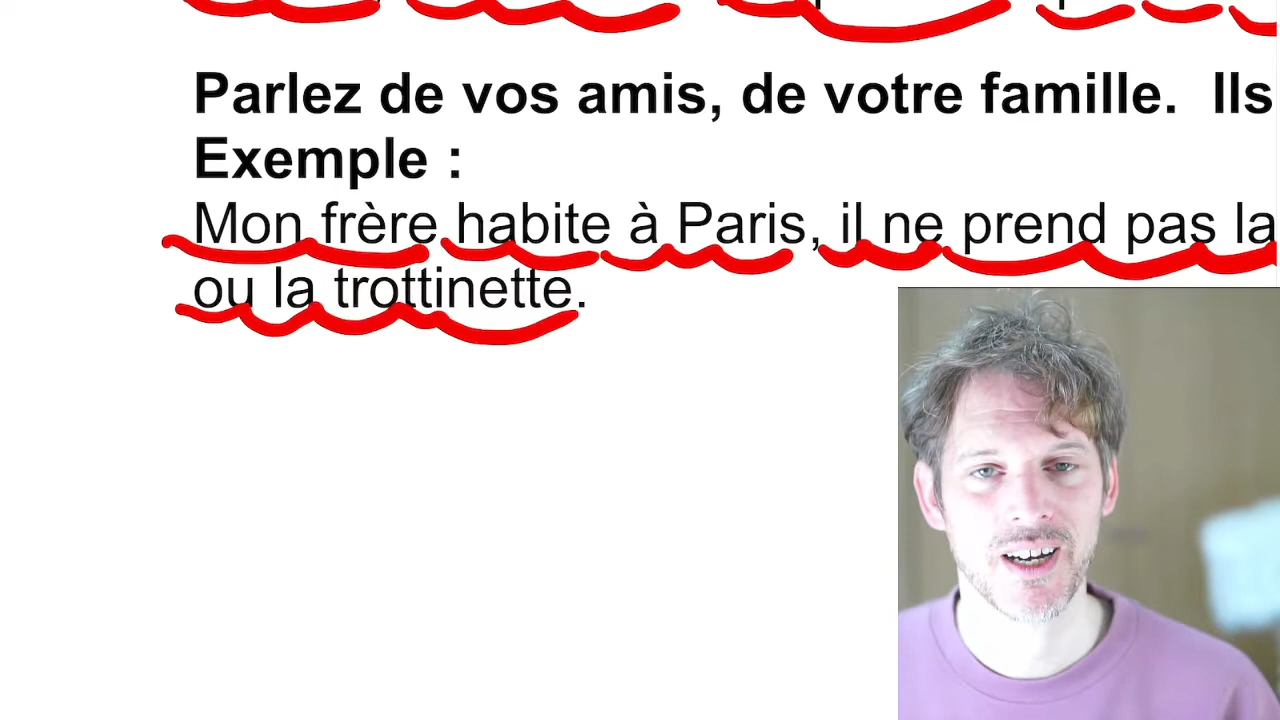 Parlez de vos amis, de votre famille.  Ils
Exemple :
Mon frère habite à Paris, il ne prend pas la
ou la trottinette.